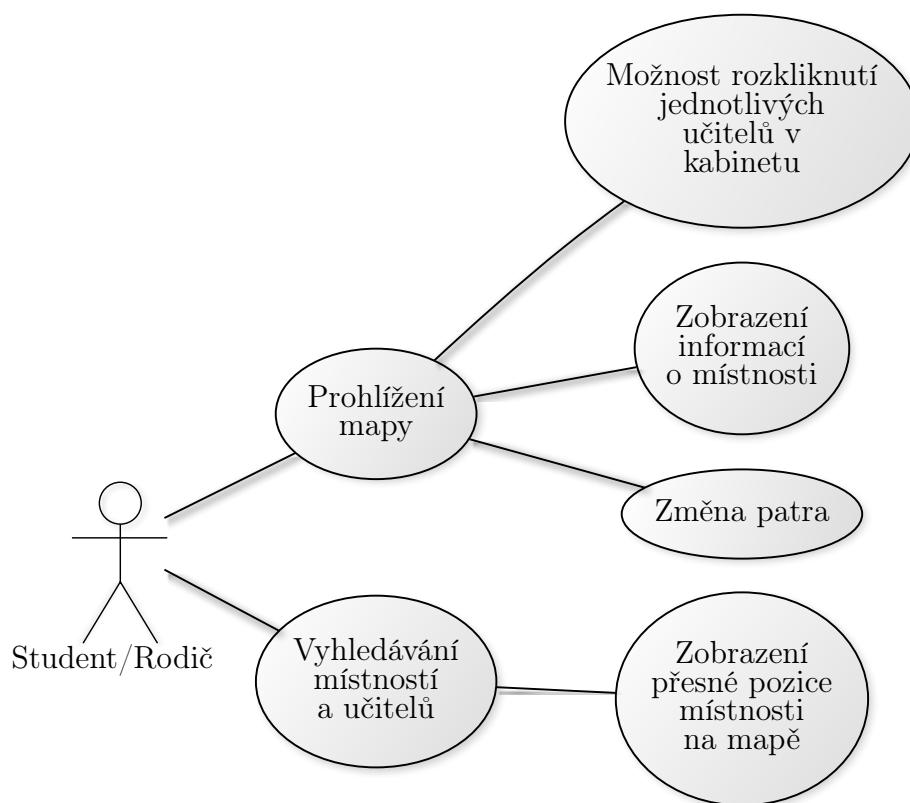 Možnost rozkliknutí
jednotlivých
učitelů v
kabinetu
Zobrazení
informací
o místnosti
Prohlížení
mapy
Změna patra
Student/Rodič
Vyhledávání
místností
a učitelů
Zobrazení
přesné pozice
místnosti
na mapě